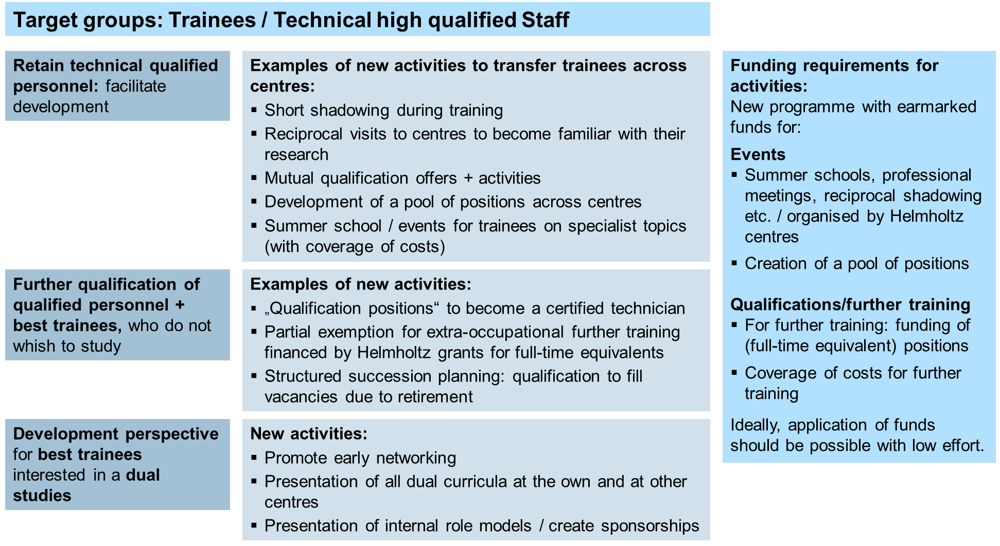 Target groups: Trainees / Technical high qualified Staff
Retain technical qualified
personnel: facilitate
development
Examples of new activities to transfer trainees across
centres:
▪ Short shadowing during training
▪ Reciprocal visits to centres to become familiar with their
research
▪ Mutual qualification offers + activities
▪ Development of a pool of positions across centres
▪ Summer school / events for trainees on specialist topics
(with coverage of costs)
Further qualification of
qualified personnel +
best trainees, who do not
whish to study
Examples of new activities:
▪ „Qualification positions“ to become a certified technician
▪ Partial exemption for extra-occupational further training
financed by Helmholtz grants for full-time equivalents
▪ Structured succession planning: qualification to fill
vacancies due to retirement
Development perspective
for best trainees
interested in a dual
studies
New activities:
▪ Promote early networking
▪ Presentation of all dual curricula at the own and at other
centres
▪ Presentation of internal role models / create sponsorships
Funding requirements for
activities:
New programme with earmarked
funds for:
Events
▪ Summer schools, professional
meetings, reciprocal shadowing
etc. / organised by Helmholtz
centres
▪ Creation of a pool of positions
Qualifications/further training
▪ For further training: funding of
(full-time equivalent) positions
▪ Coverage of costs for further
training
Ideally, application of funds
should be possible with low effort.